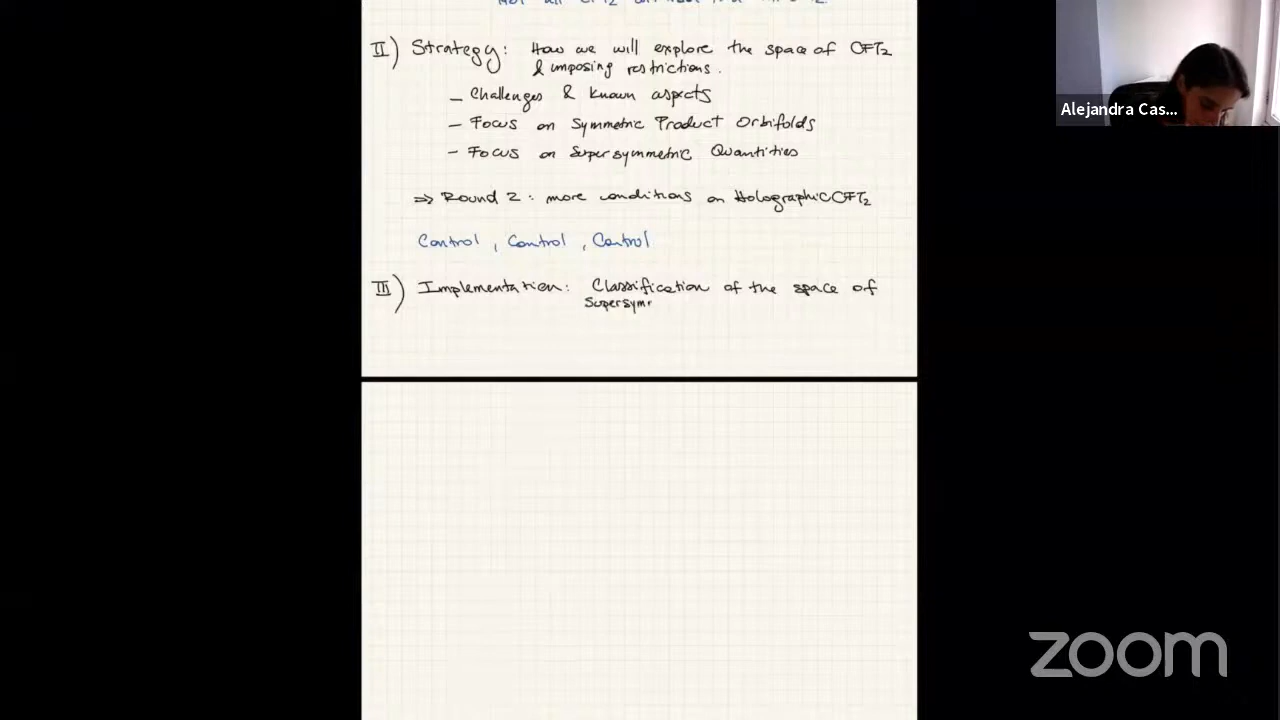 II) Strategy: How we will explore the space of CFT₂
& imposing restrictions.
– Challenges & known aspects
– Focus on Symmetric Product Orbifolds
– Focus on Supersymmetric Quantities
⇒ Round 2: more conditions on Holographic CFT₂
Control, Control, Control
III) Implementation: Classification of the space of
Supersymm
Alejandra Cas...
zoom